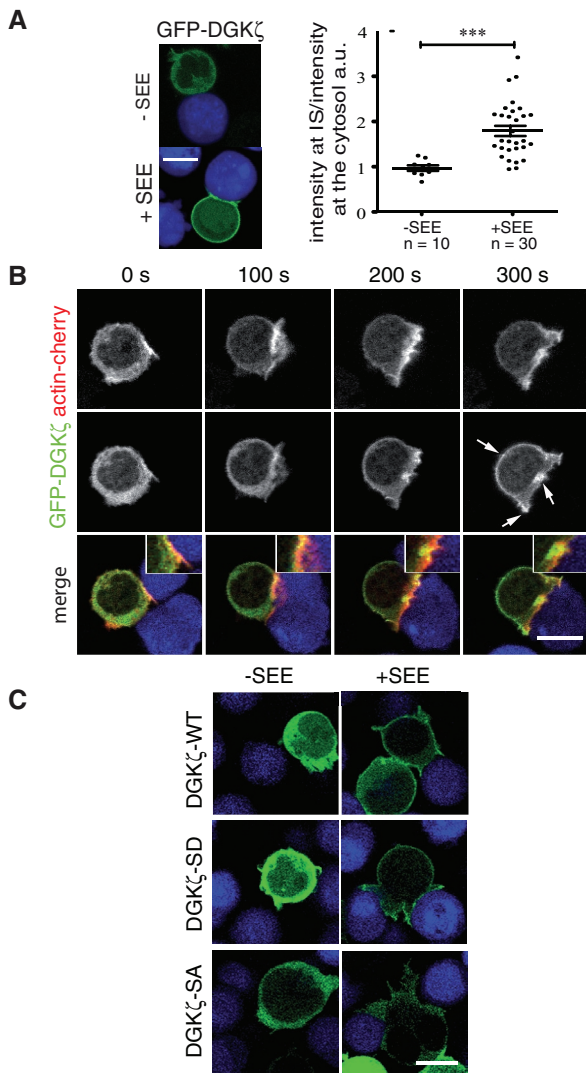 A
GFP-DGKζ
- SEE
+ SEE
intensity at IS/intensity
at the cytosol a.u.
4
3
2
1
0
***
-SEE
n = 10
+SEE
n = 30
B
0 s
100 s
200 s
300 s
GFP-DGKζ actin-cherry
merge
C
-SEE
+SEE
DGKζ-WT
DGKζ-SD
DGKζ-SA